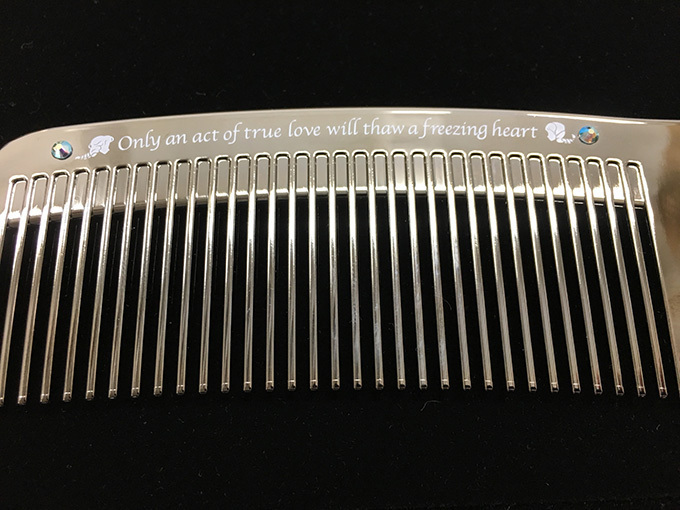 Only an act of true love will thaw a freezing heart